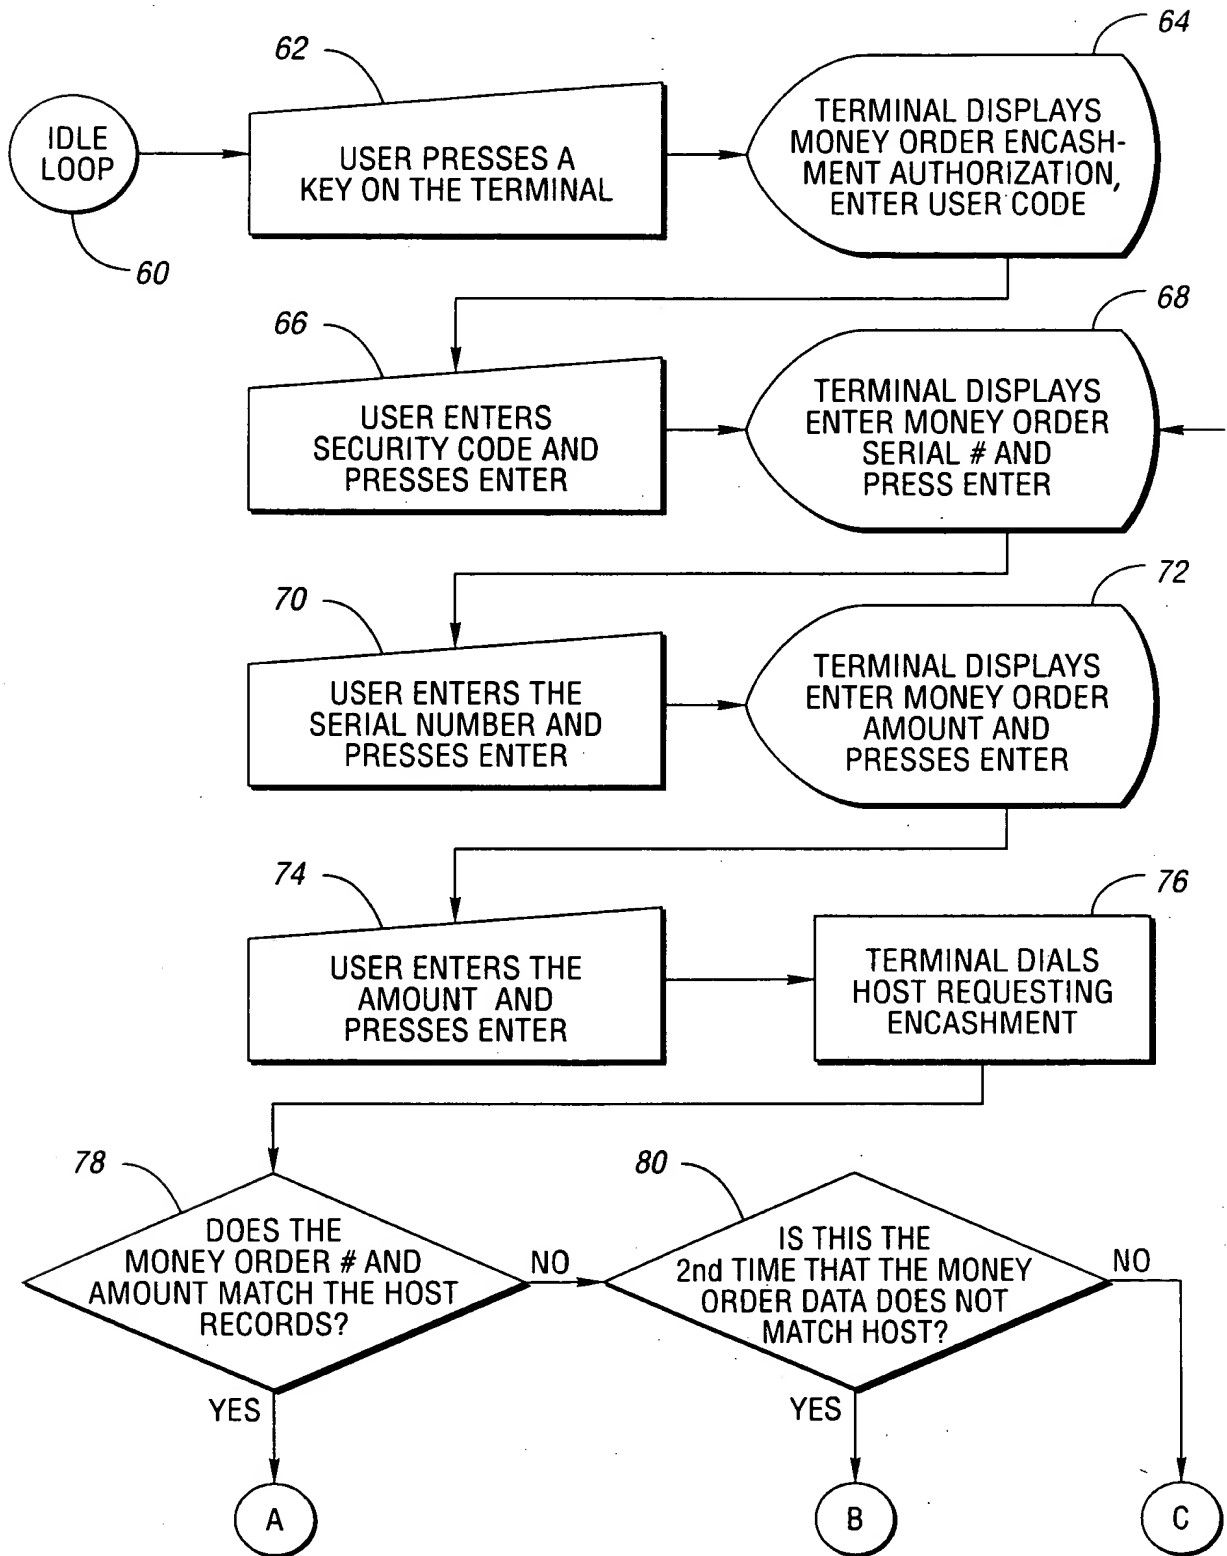 62
64
IDLE
LOOP
60
USER PRESSES A
KEY ON THE TERMINAL
TERMINAL DISPLAYS
MONEY ORDER ENCASH-
MENT AUTHORIZATION,
ENTER USER CODE
66
68
USER ENTERS
SECURITY CODE AND
PRESSES ENTER
TERMINAL DISPLAYS
ENTER MONEY ORDER
SERIAL # AND
PRESS ENTER
70
72
USER ENTERS THE
SERIAL NUMBER AND
PRESSES ENTER
TERMINAL DISPLAYS
ENTER MONEY ORDER
AMOUNT AND
PRESSES ENTER
74
76
USER ENTERS THE
AMOUNT AND
PRESSES ENTER
TERMINAL DIALS
HOST REQUESTING
ENCASHMENT
78
80
DOES THE
MONEY ORDER # AND
AMOUNT MATCH THE HOST
RECORDS?
NO
IS THIS THE
2nd TIME THAT THE MONEY
ORDER DATA DOES NOT
MATCH HOST?
NO
YES
YES
A
B
C